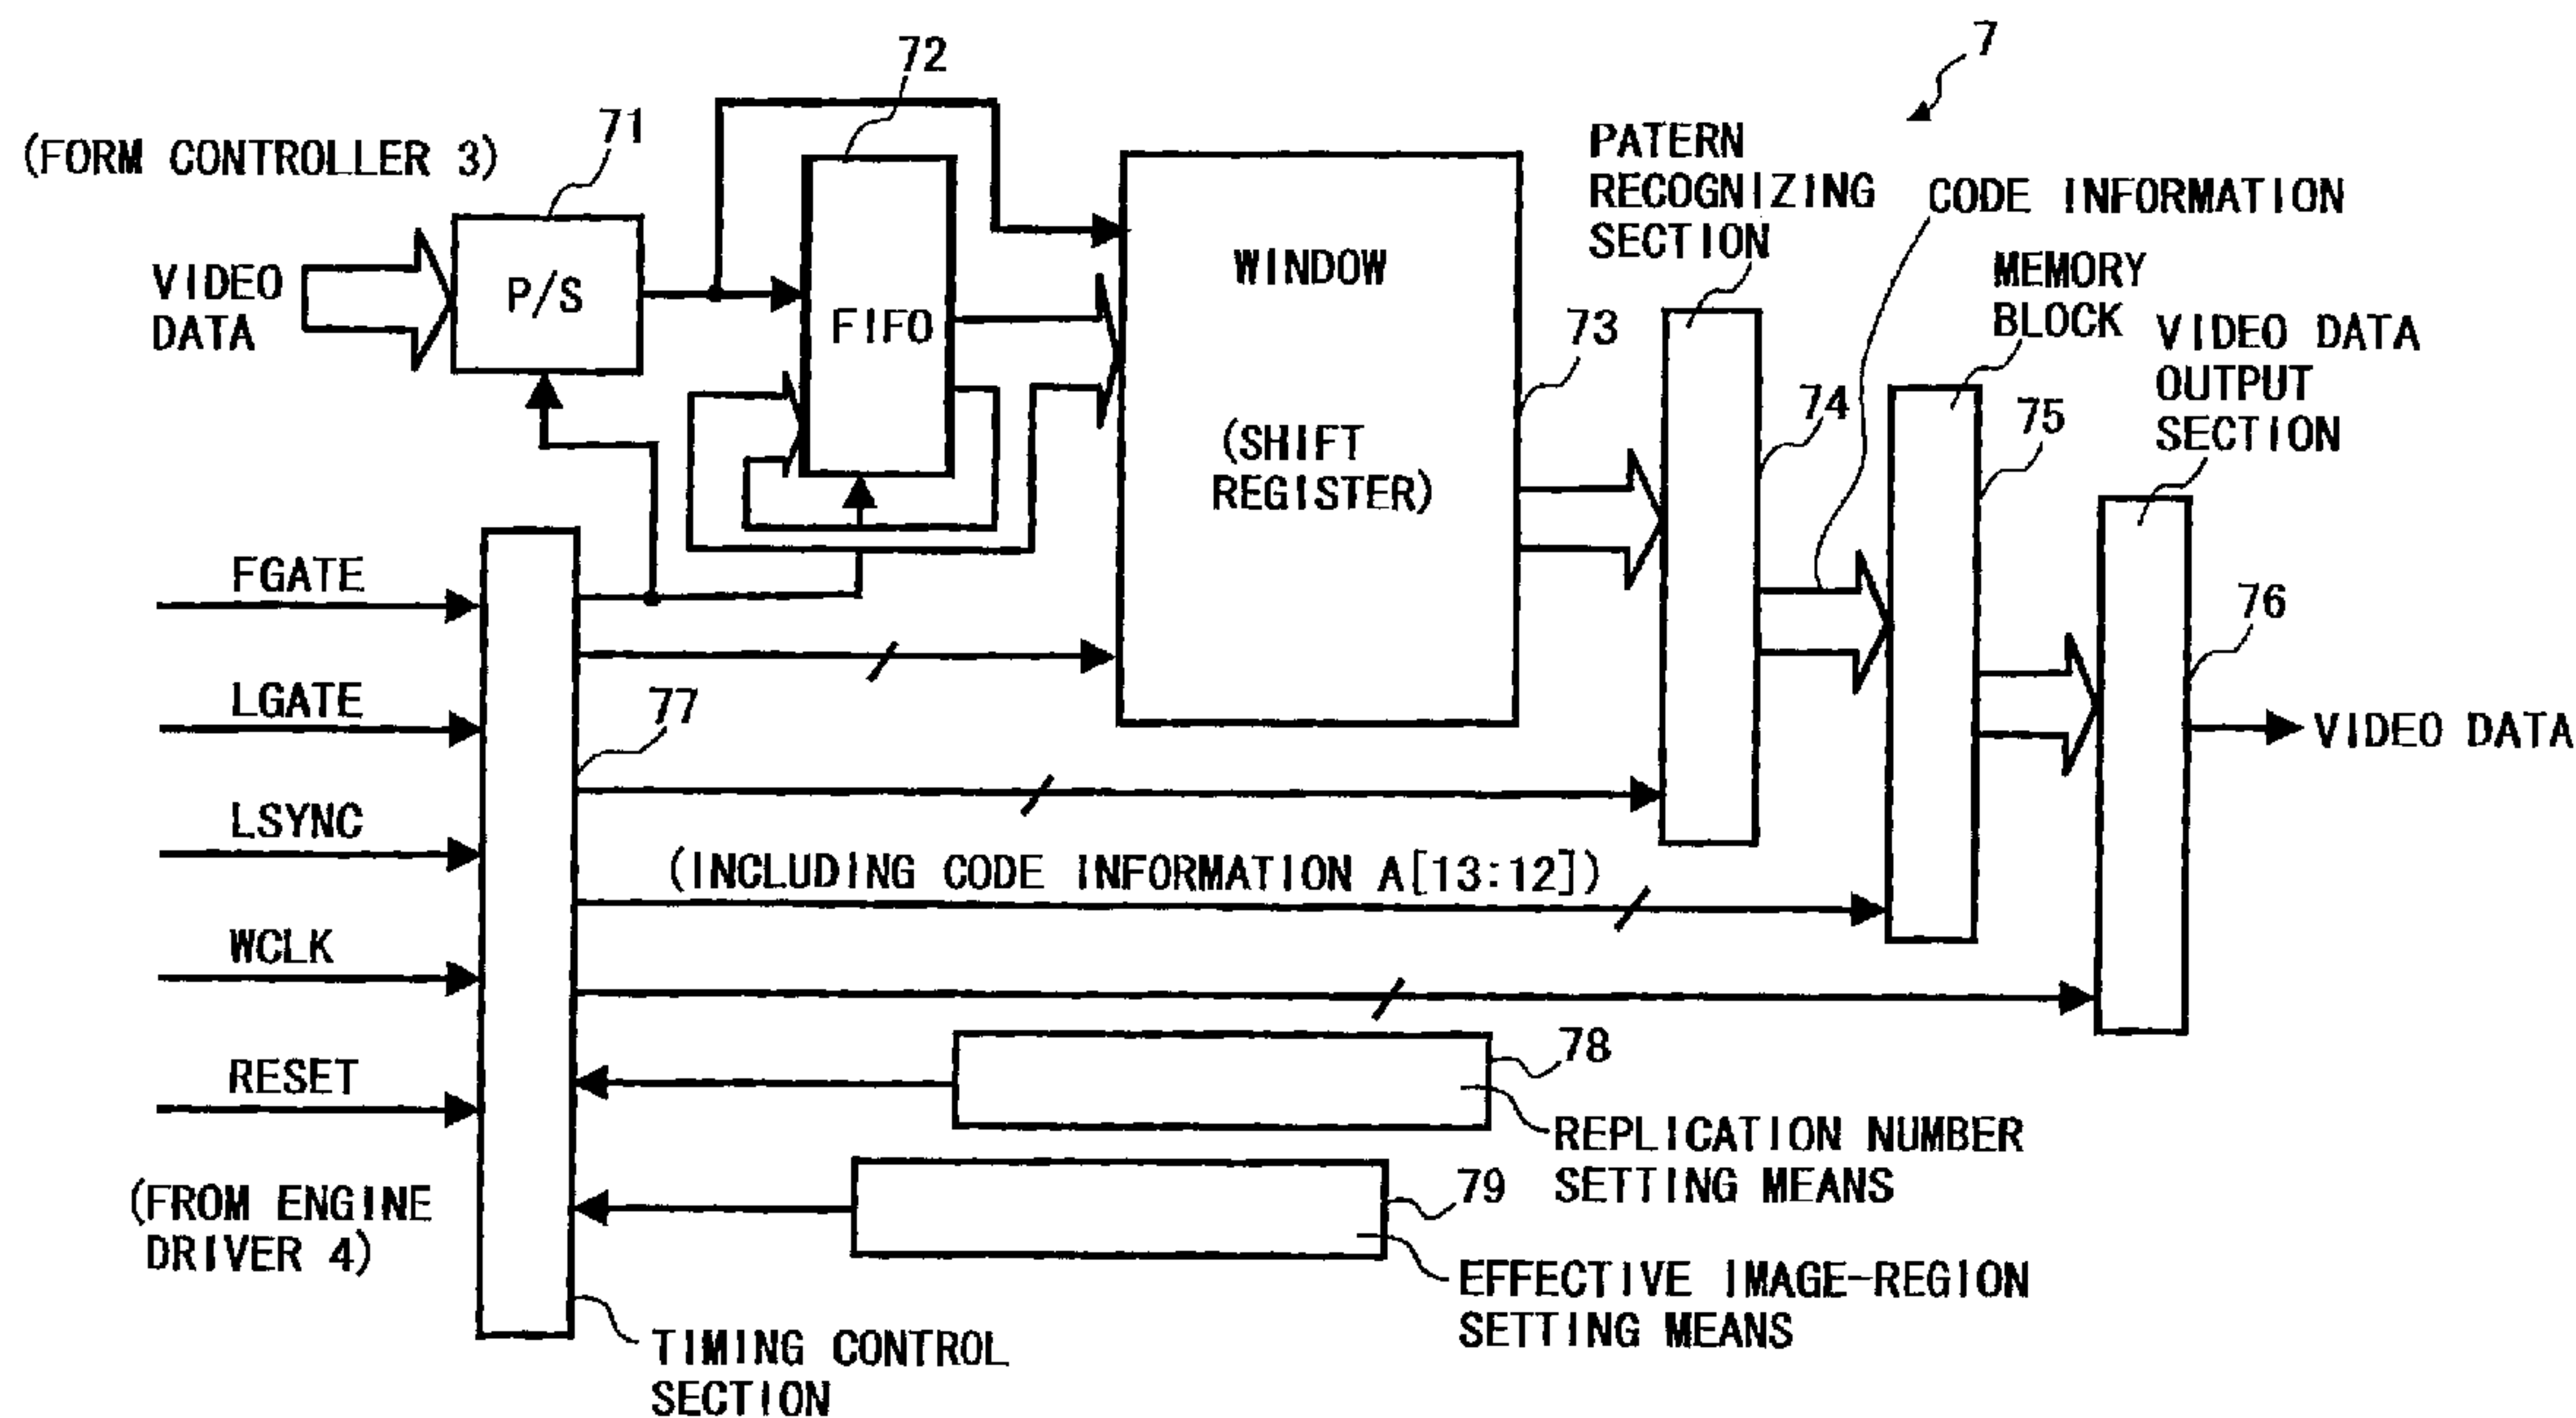 7
72
71
(FORM CONTROLLER 3)
PATERN
RECOGNIZING
SECTION
CODE INFORMATION
VIDEO
DATA
P/S
FIFO
WINDOW
(SHIFT
REGISTER)
73
MEMORY
BLOCK
VIDEO DATA
OUTPUT
SECTION
74
75
76
VIDEO DATA
FGATE
LGATE
LSYNC
WCLK
RESET
(FROM ENGINE
DRIVER 4)
77
(INCLUDING CODE INFORMATION A[13:12])
78
REPLICATION NUMBER
SETTING MEANS
79
EFFECTIVE IMAGE-REGION
SETTING MEANS
TIMING CONTROL
SECTION